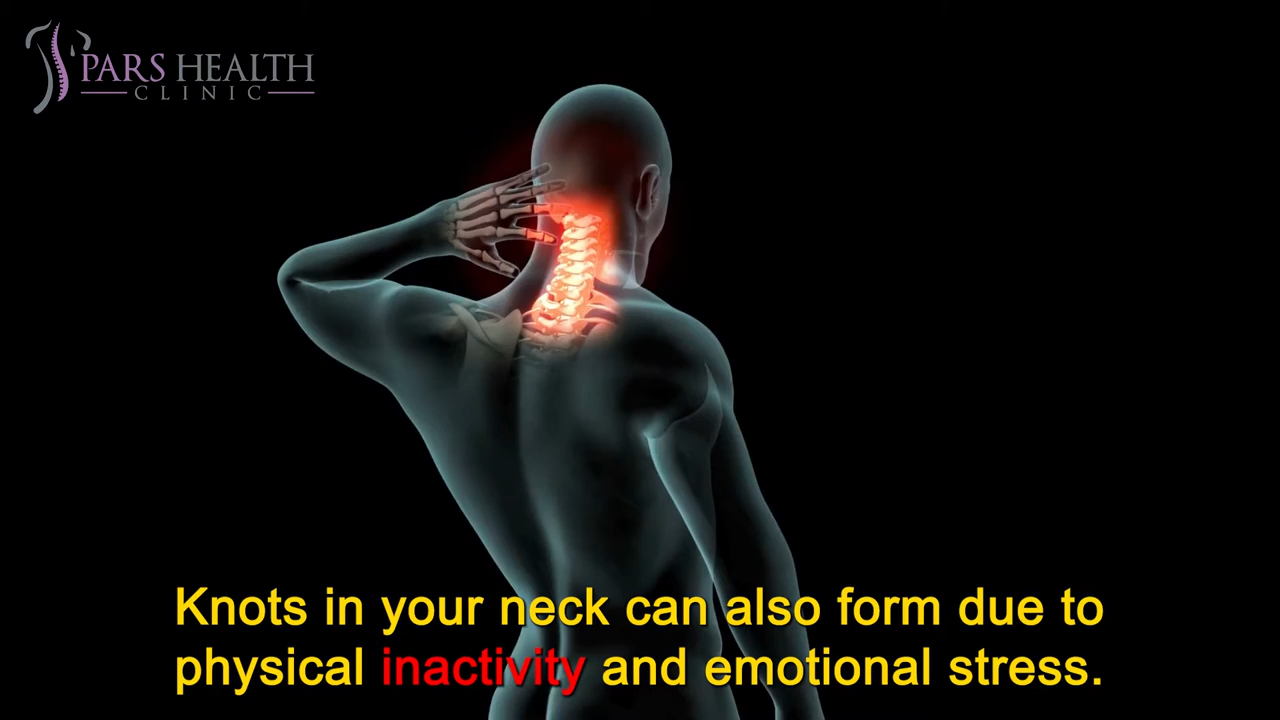 PARS HEALTH
CLINIC
Knots in your neck can also form due to
physical inactivity and emotional stress.